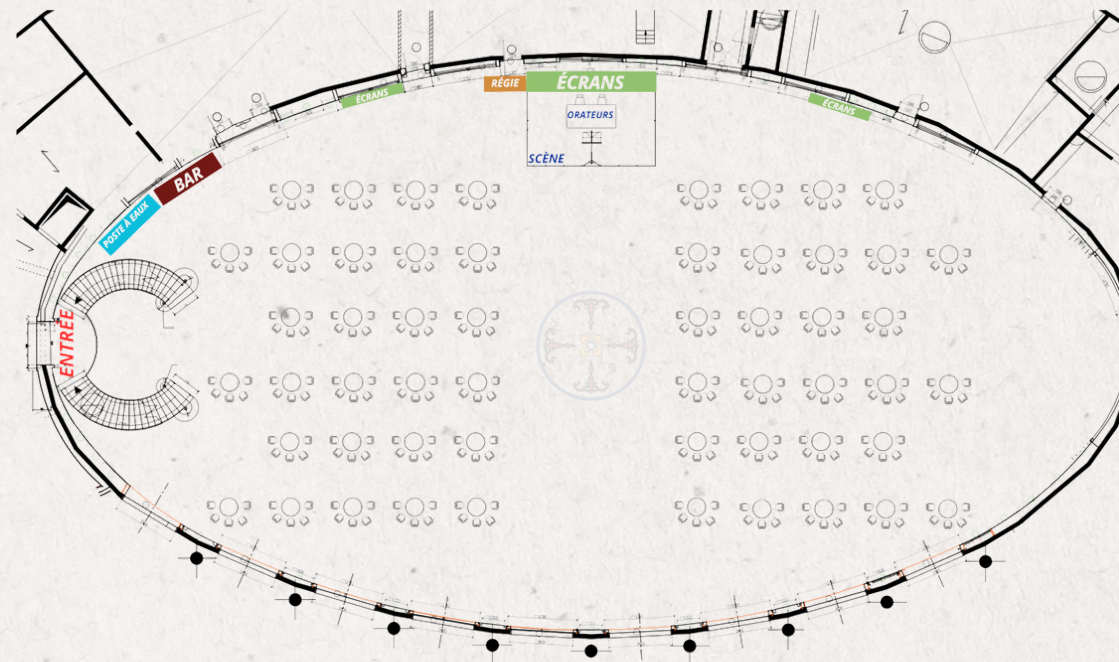 RÉGIE
ÉCRANS
ÉCRANS
ÉCRANS
ORATEURS
SCÈNE
BAR
POSTE À EAUX
ENTRÉE